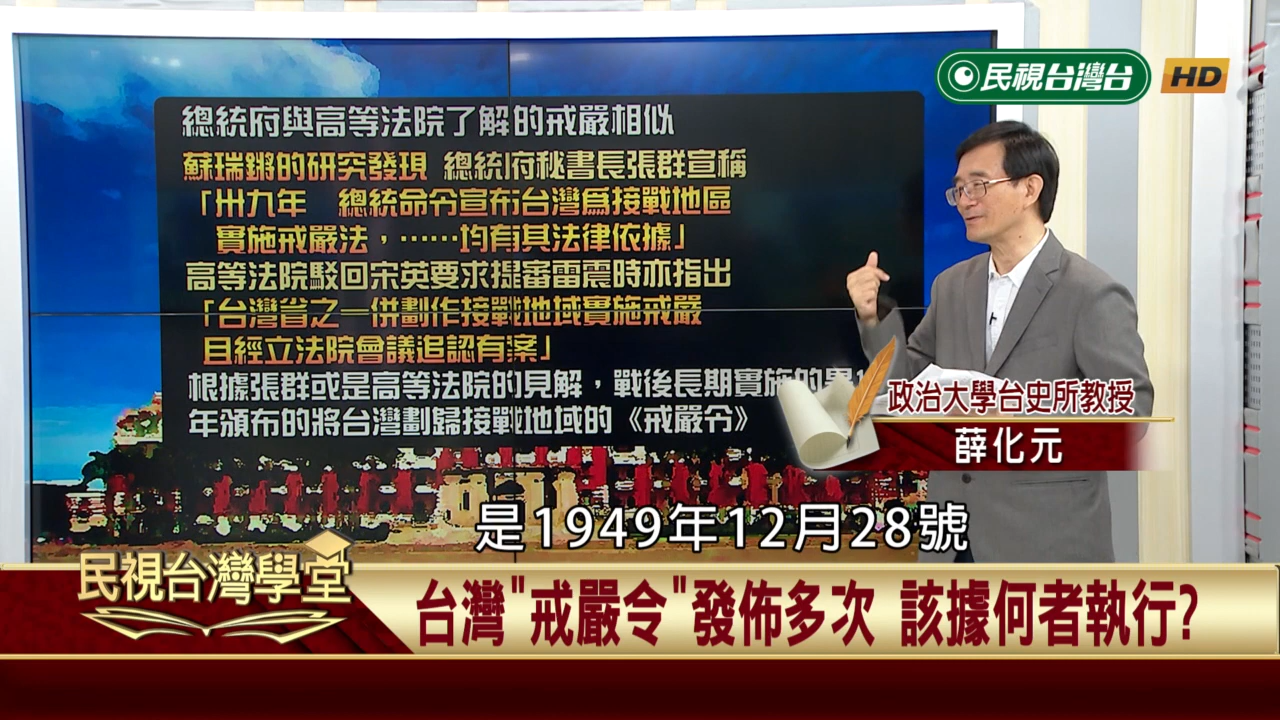 民視台灣台 HD
總統府與高等法院了解的戒嚴相似
蘇瑞鏘的研究發現 總統府秘書長張群宣稱
「卅九年 總統命令宣布台灣為接戰地區
實施戒嚴法,……均有其法律依據」
高等法院駁回宋英要求提審雷震時亦指出
「台灣省之一併劃作接戰地域實施戒嚴
且經立法院會議追認有案」
根據張群或是高等法院的見解,戰後長期實施的
年頒布的將台灣劃歸接戰地域的《戒嚴令》
政治大學台史所教授
薛化元
是1949年12月28號
民視台灣學堂
台灣"戒嚴令"發佈多次 該據何者執行?